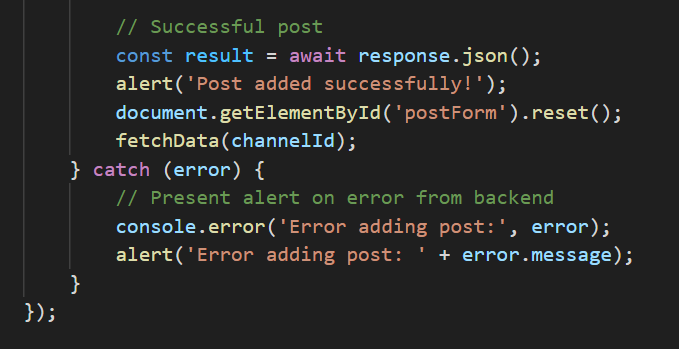 // Successful post
const result = await response.json();
alert('Post added successfully!');
document.getElementById('postForm').reset();
fetchData(channelId);
} catch (error) {
// Present alert on error from backend
console.error('Error adding post:', error);
alert('Error adding post: ' + error.message);
}
});